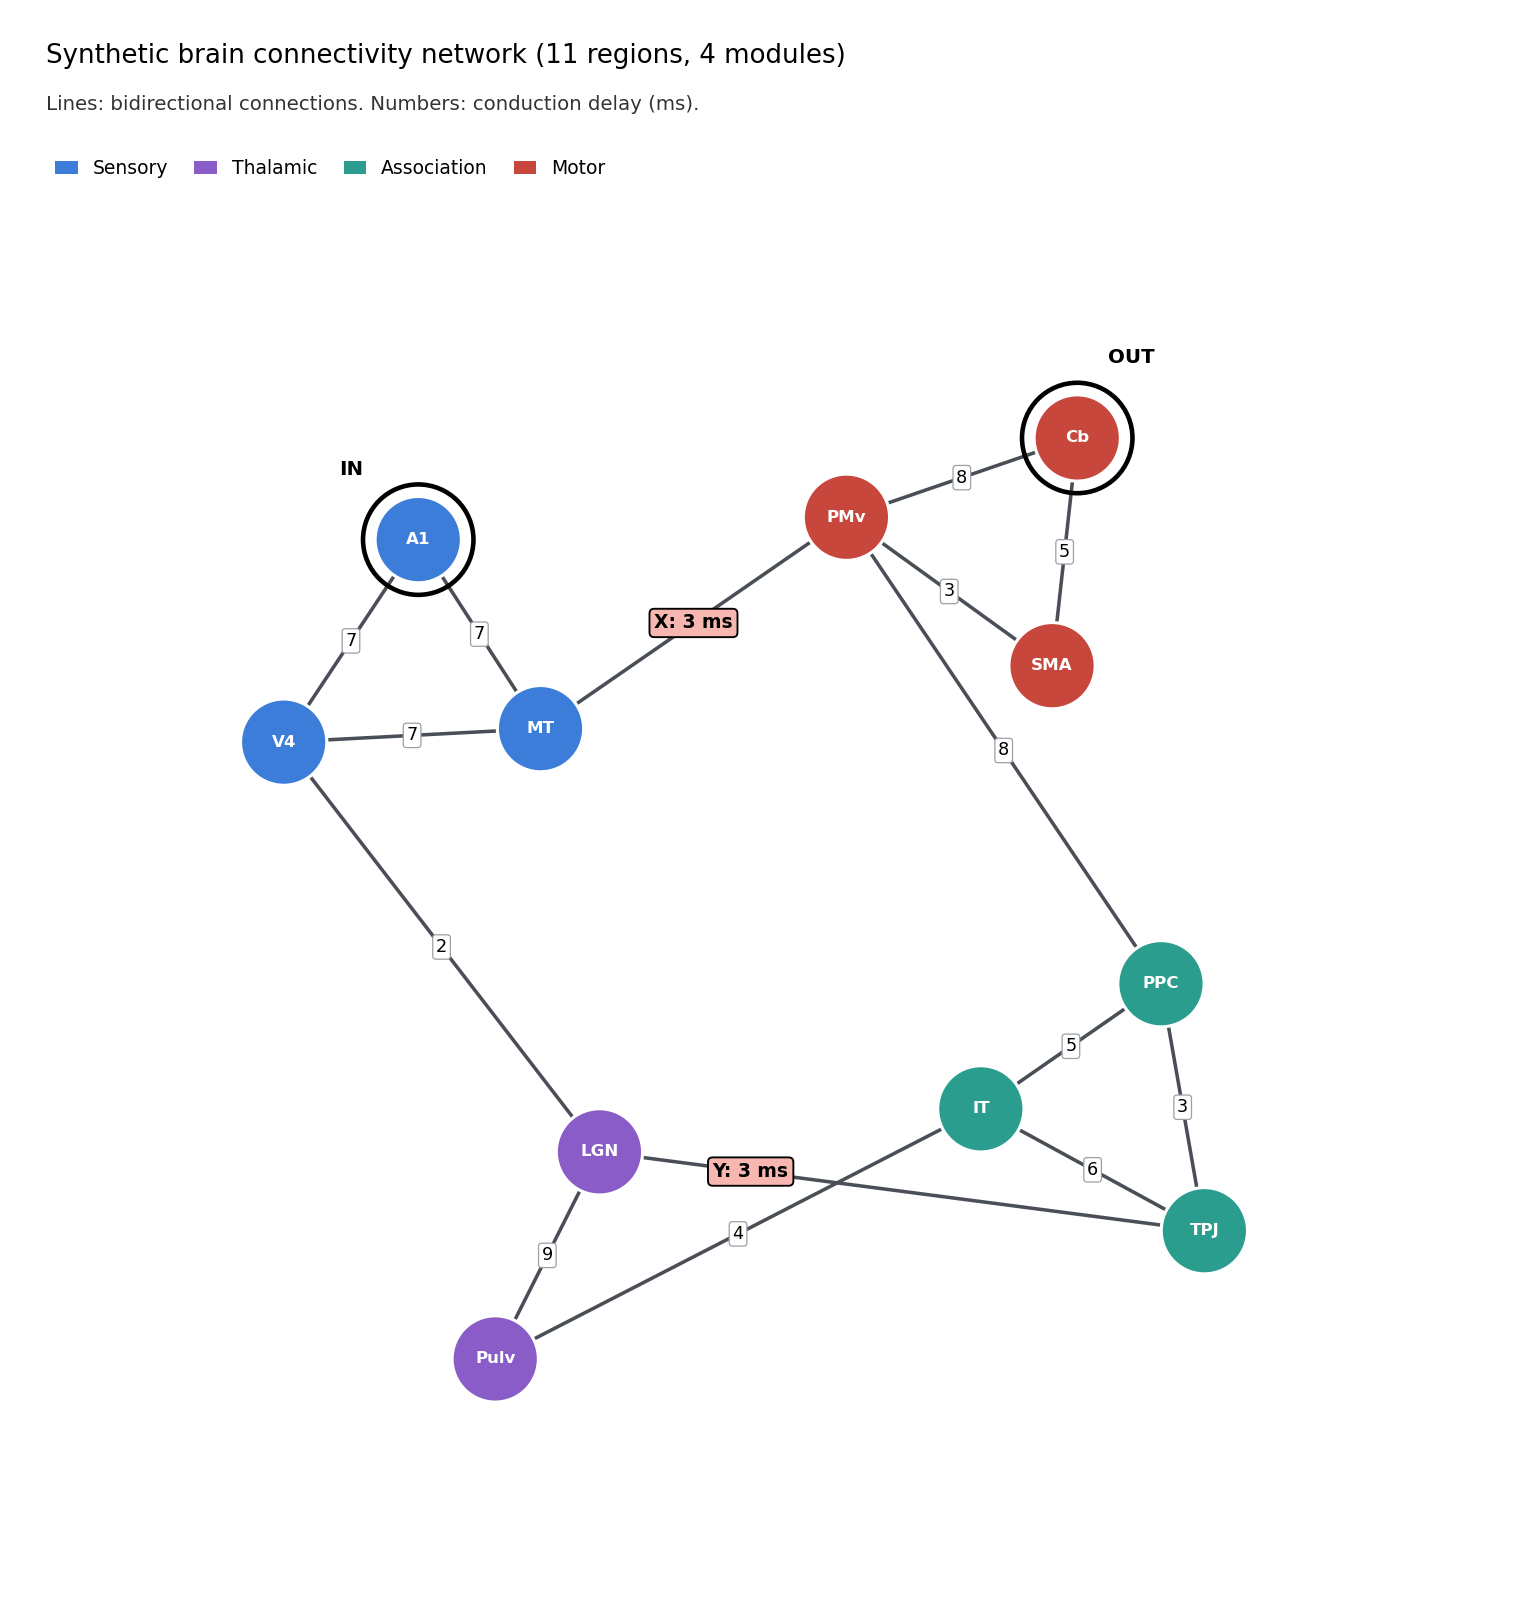 Synthetic brain connectivity network (11 regions, 4 modules)
Lines: bidirectional connections. Numbers: conduction delay (ms).
Sensory Thalamic Association Motor
OUT
Cb
IN
8
PMv
A1
5
3
X: 3 ms
7
7
SMA
MT
7
V4
8
2
PPC
5
3
IT
LGN
6
Y: 3 ms
4
TPJ
9
Pulv